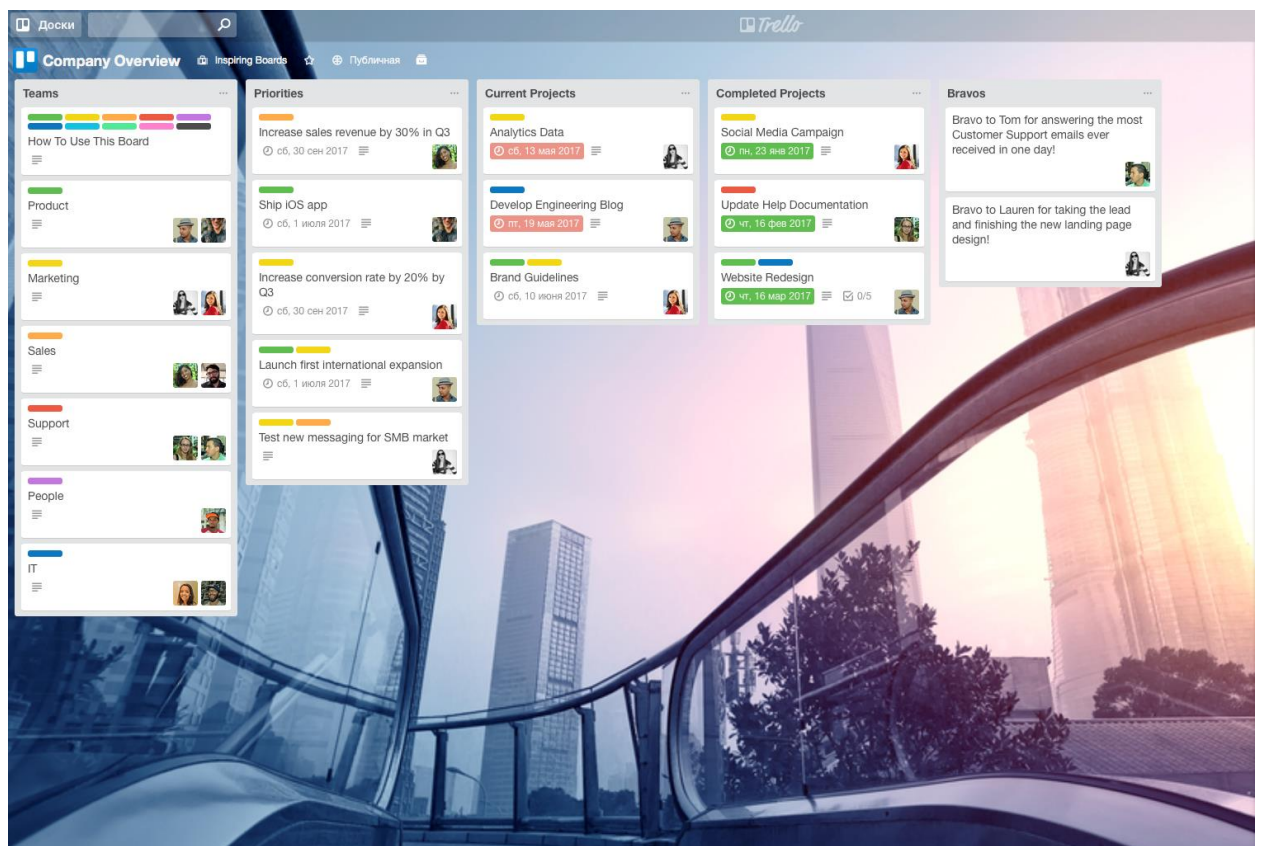 Доски
Trello
Company Overview
Inspiring Boards
Публичная
Teams
How To Use This Board
Product
Marketing
Sales
Support
People
IT
Priorities
Increase sales revenue by 30% in Q3
сб, 30 сен 2017
Ship iOS app
сб, 1 июля 2017
Increase conversion rate by 20% by
Q3
сб, 30 сен 2017
Launch first international expansion
сб, 1 июля 2017
Test new messaging for SMB market
Current Projects
Analytics Data
сб, 13 мая 2017
Develop Engineering Blog
пт, 19 мая 2017
Brand Guidelines
сб, 10 июня 2017
Completed Projects
Social Media Campaign
пн, 23 янв 2017
Update Help Documentation
чт, 16 фев 2017
Website Redesign
чт, 16 мар 2017
0/5
Bravos
Bravo to Tom for answering the most
Customer Support emails ever
received in one day!
Bravo to Lauren for taking the lead
and finishing the new landing page
design!